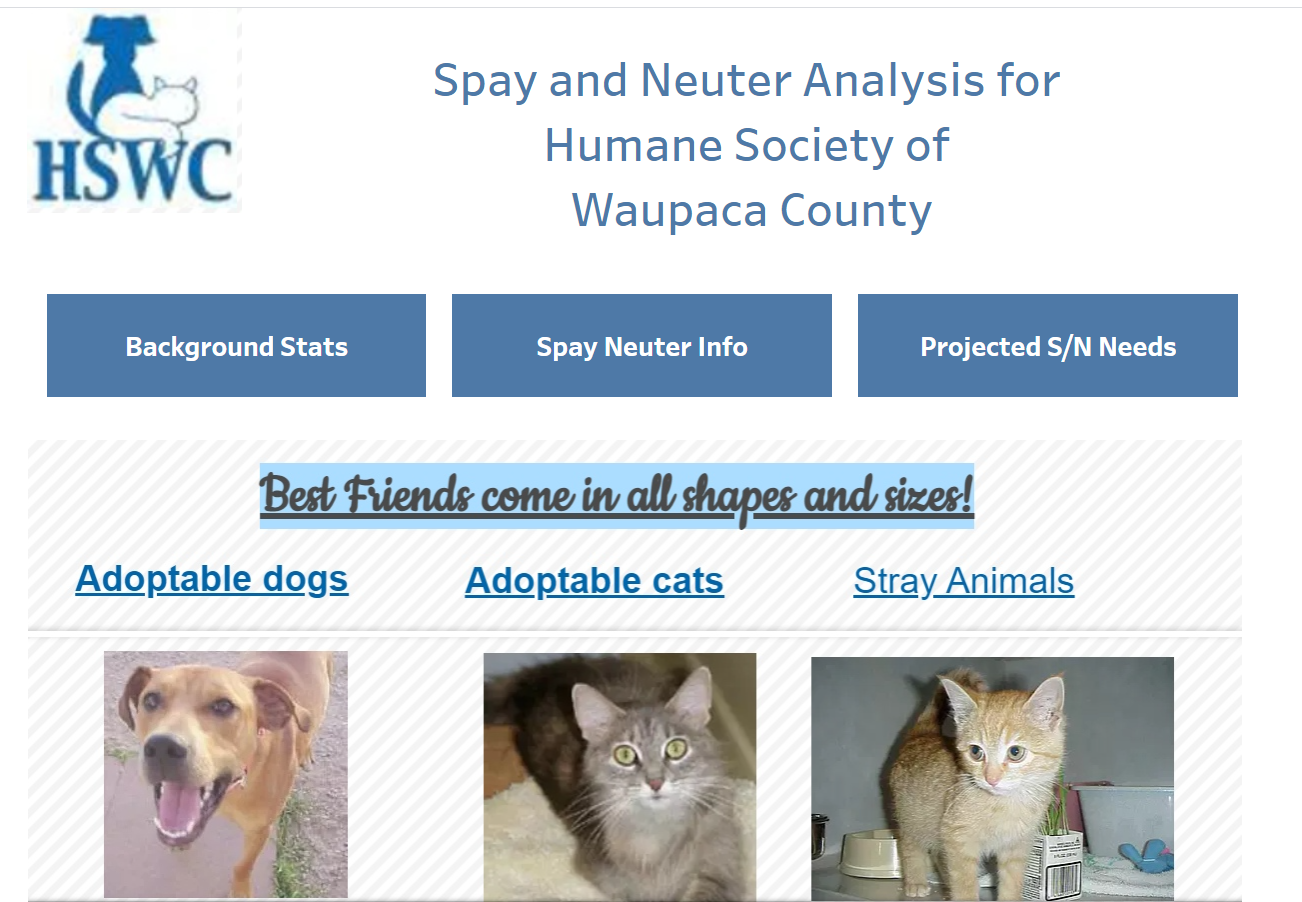 HSWC
Spay and Neuter Analysis for
Humane Society of
Waupaca County
Background Stats
Spay Neuter Info
Projected S/N Needs
Best Friends come in all shapes and sizes!
Adoptable dogs
Adoptable cats
Stray Animals